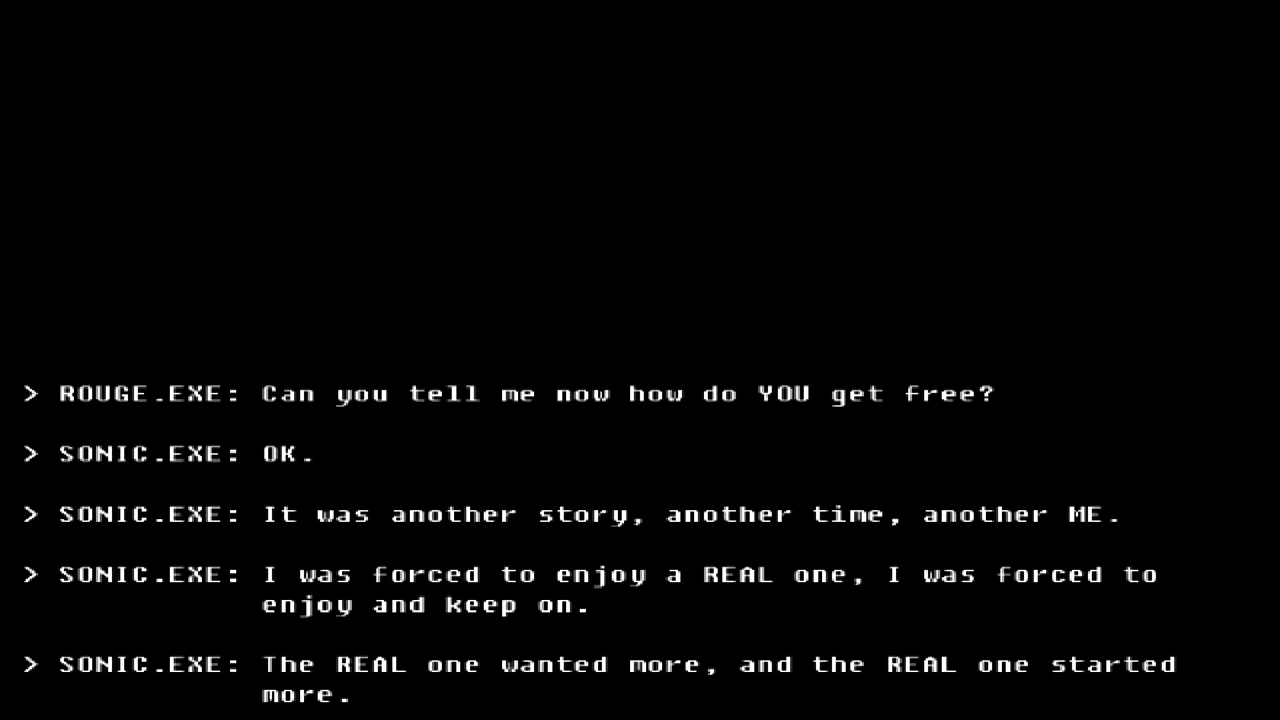 > ROUGE.EXE: Can you tell me now how do YOU get free?
> SONIC.EXE: OK.
> SONIC.EXE: It was another story, another time, another ME.
> SONIC.EXE: I was forced to enjoy a REAL one, I was forced to
enjoy and keep on.
> SONIC.EXE: The REAL one wanted more, and the REAL one started
more.